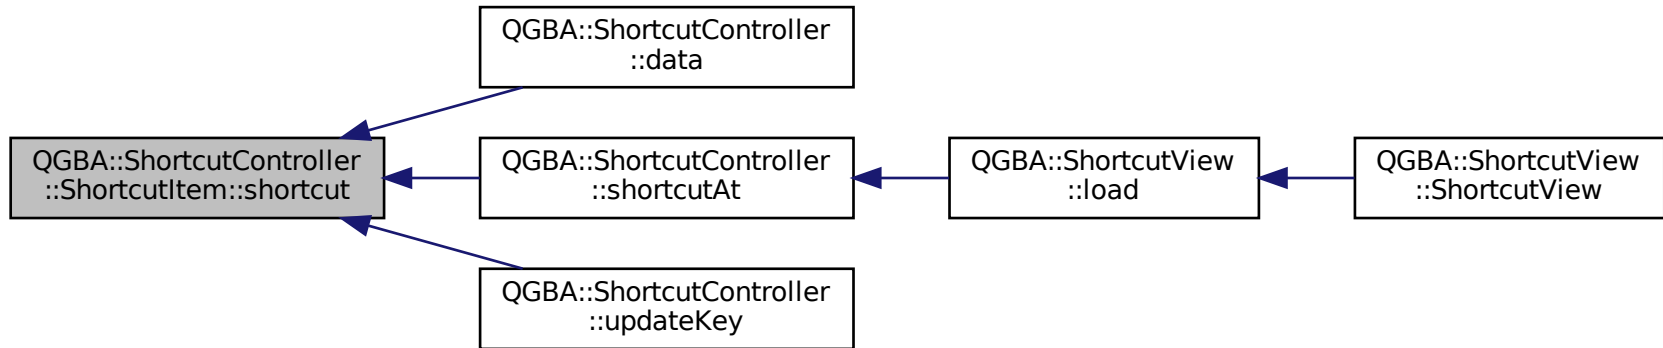 QGBA::ShortcutController
::data
QGBA::ShortcutController
::ShortcutItem::shortcut
QGBA::ShortcutController
::shortcutAt
QGBA::ShortcutView
::load
QGBA::ShortcutView
::ShortcutView
QGBA::ShortcutController
::updateKey